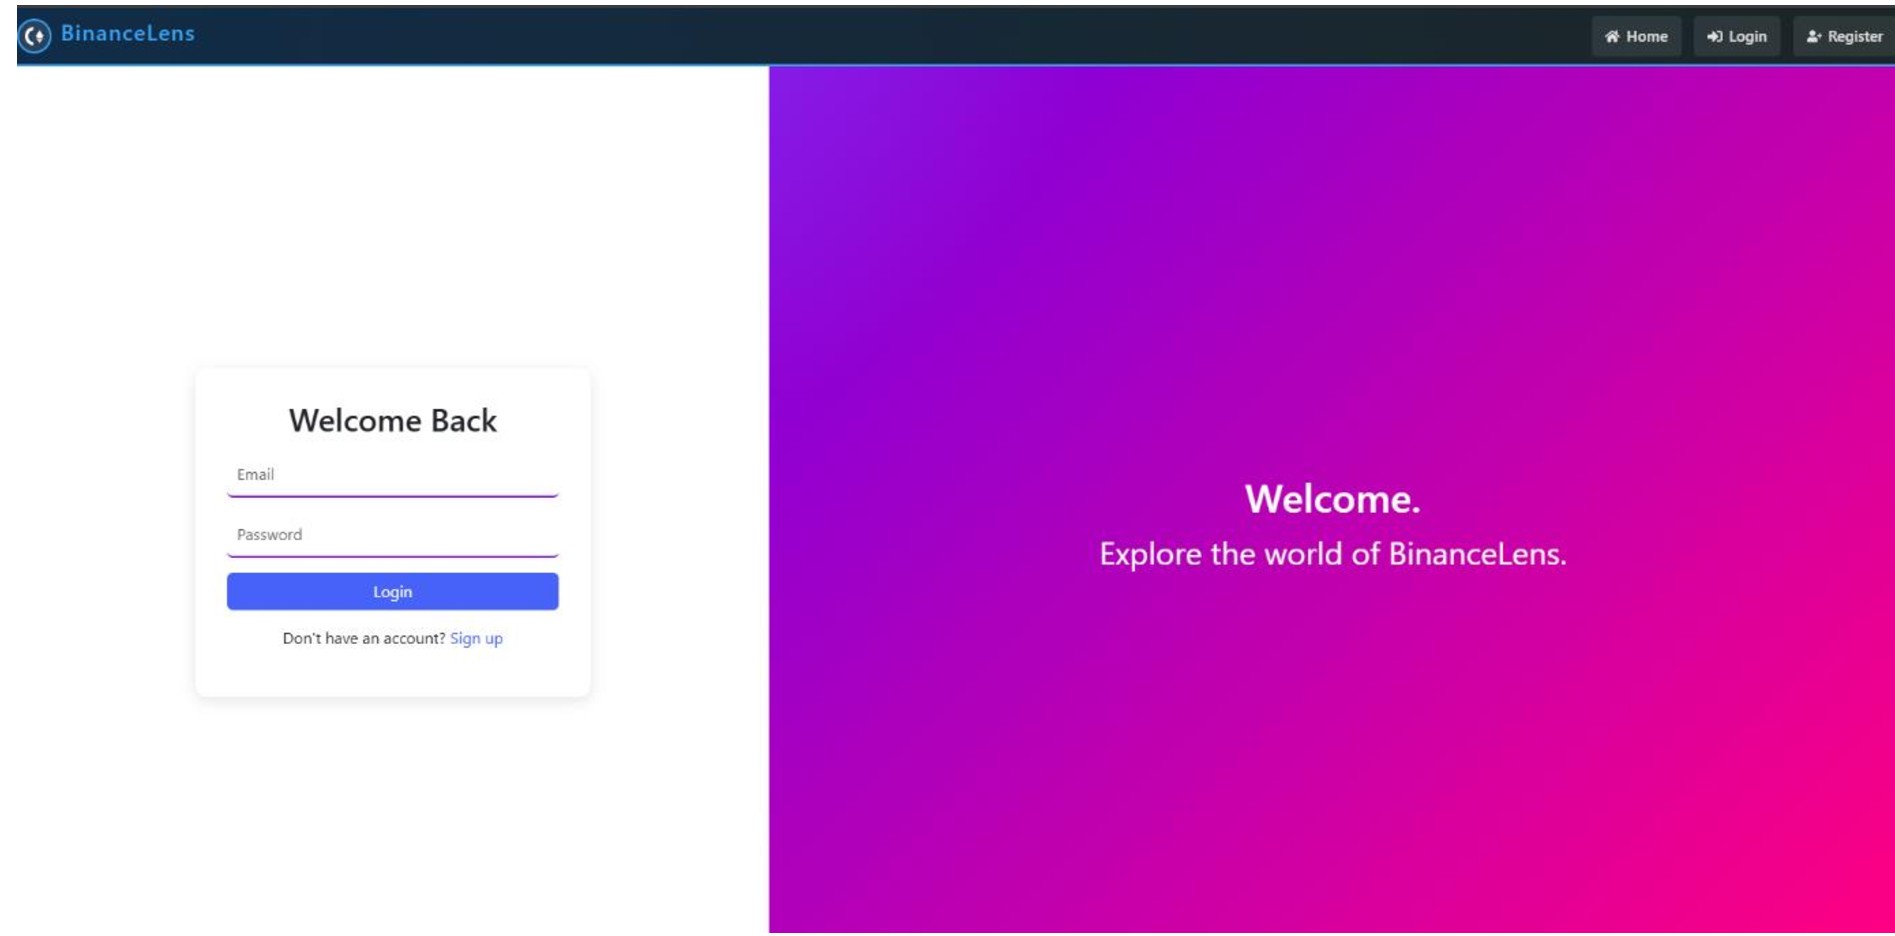 BinanceLens
Home
Login
Register
Welcome Back
Email
Password
Login
Don't have an account? Sign up
Welcome.
Explore the world of BinanceLens.